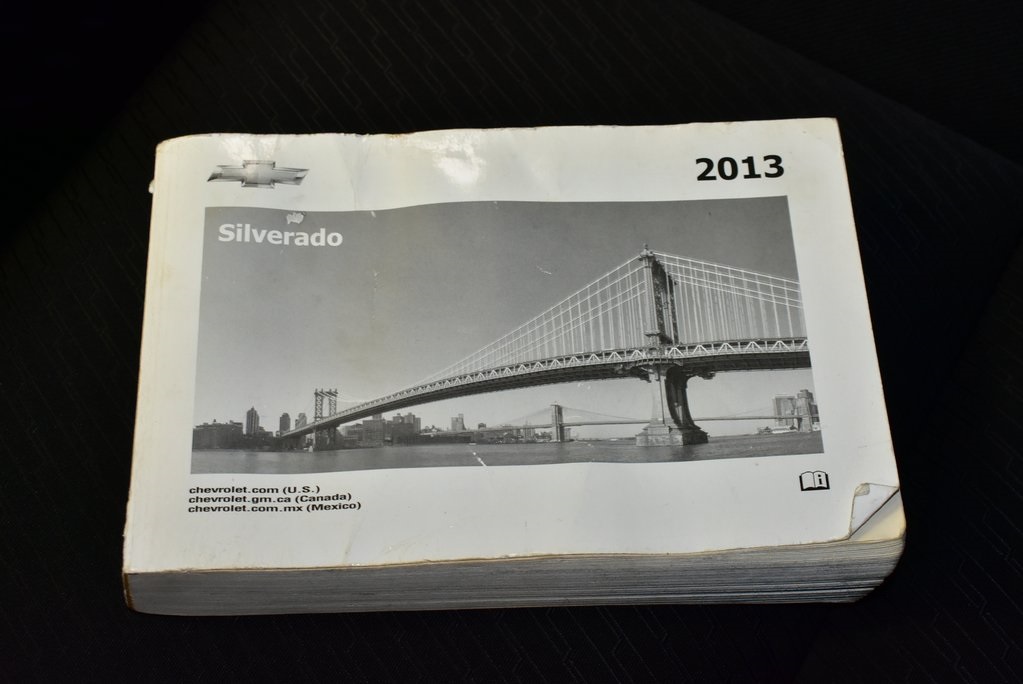 2013
Silverado
chevrolet.com (U.S.)
chevrolet.gm.ca (Canada)
chevrolet.com.mx (Mexico)